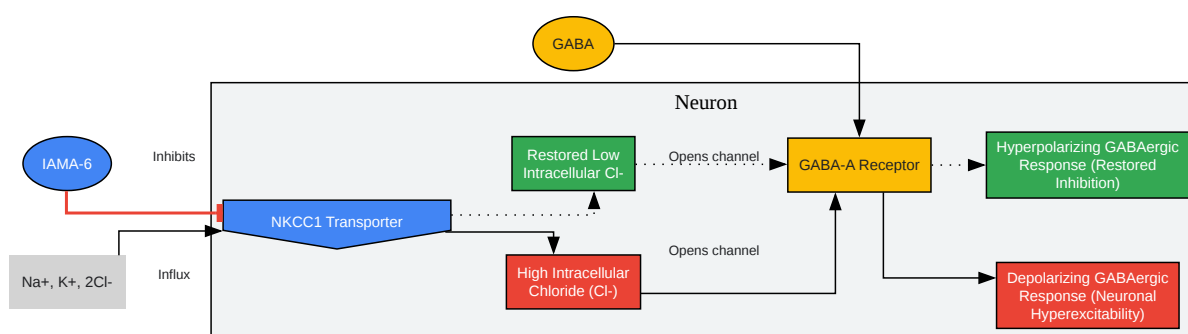 GABA
Neuron
IAMA-6
Inhibits
Restored Low
Intracellular Cl-
Opens channel
GABA-A Receptor
Hyperpolarizing GABAergic
Response (Restored
Inhibition)
NKCC1 Transporter
Na+, K+, 2Cl-
Influx
High Intracellular
Chloride (Cl-)
Opens channel
Depolarizing GABAergic
Response (Neuronal
Hyperexcitability)